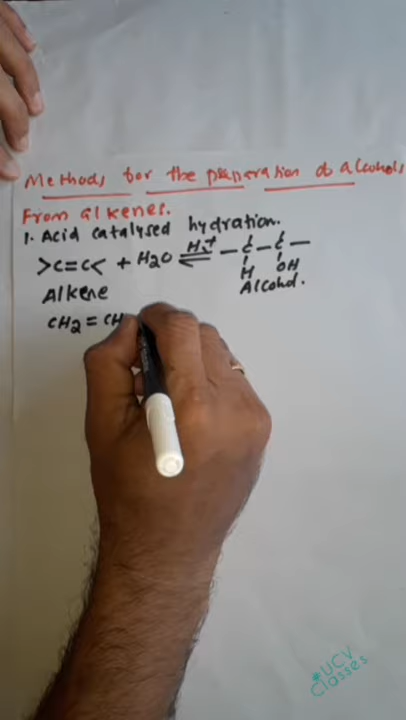 Methods for the preparation of alcohols
From alkenes.
1. Acid catalysed hydration.
>C=C< + H2O ⇌ H+ -C-C-
H OH
Alkene Alcohol.
CH2 = CH
#UCV
Classes